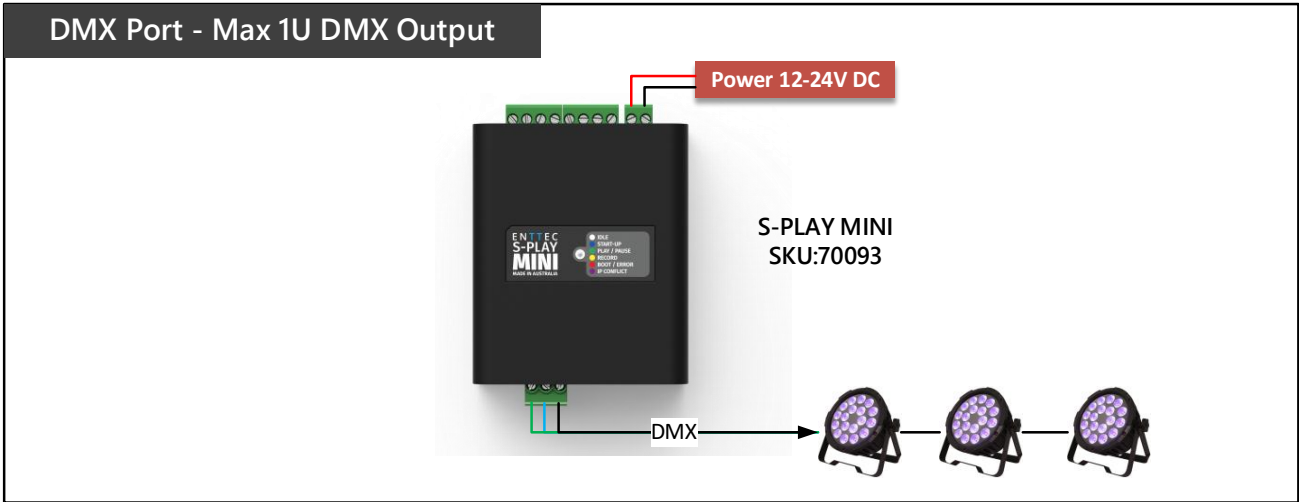 DMX Port - Max 1U DMX Output
Power 12-24V DC
ENTTEC
S-PLAY
MINI
MADE IN AUSTRALIA
IDLE
START-UP
PLAY / PAUSE
RECORD
BOOT / ERROR
IP CONFLICT
S-PLAY MINI
SKU:70093
DMX